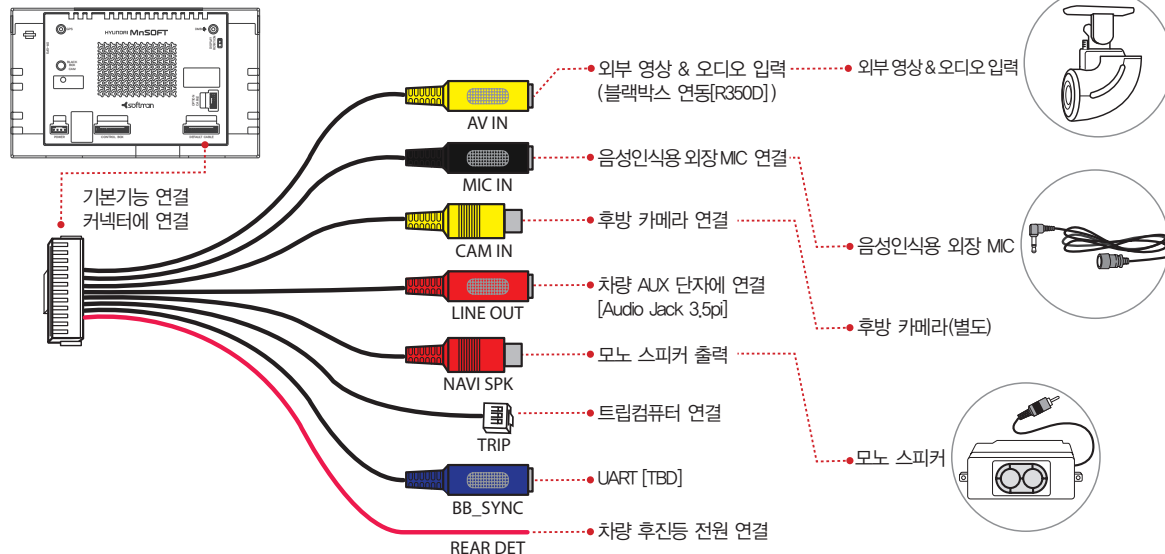 HYUNDAI MnSOFT
softman
POWER
CONTROL BOX
DEFAULT CABLE
기본기능 연결
커넥터에 연결
AV IN
외부 영상 & 오디오 입력
(블랙박스 연동[R350D])
외부 영상&오디오 입력
MIC IN
음성인식용 외장 MIC 연결
음성인식용 외장 MIC
CAM IN
후방 카메라 연결
후방 카메라(별도)
LINE OUT
차량 AUX 단자에 연결
[Audio Jack 3.5pi]
NAVI SPK
모노 스피커 출력
모노 스피커
TRIP
트립컴퓨터 연결
BB_SYNC
UART [TBD]
REAR DET
차량 후진등 전원 연결